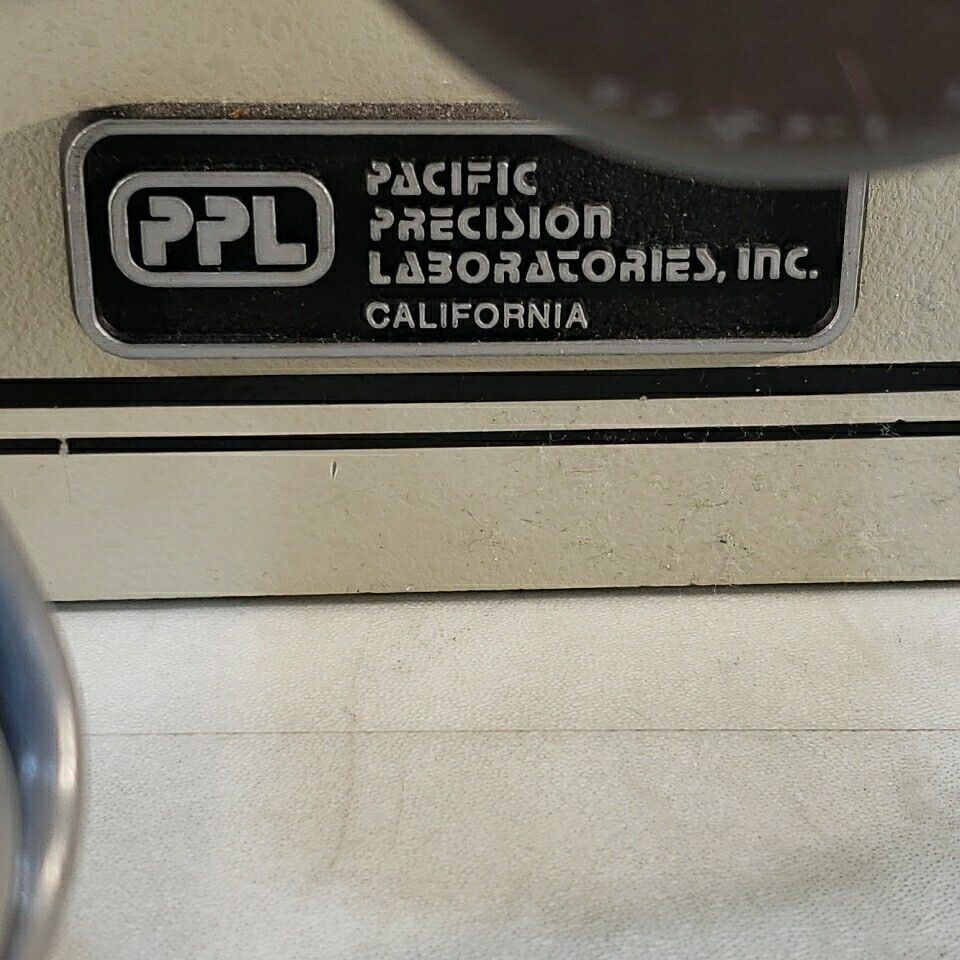 PPL
PACIFIC
PRECISION
LABORATORIES, INC.
CALIFORNIA